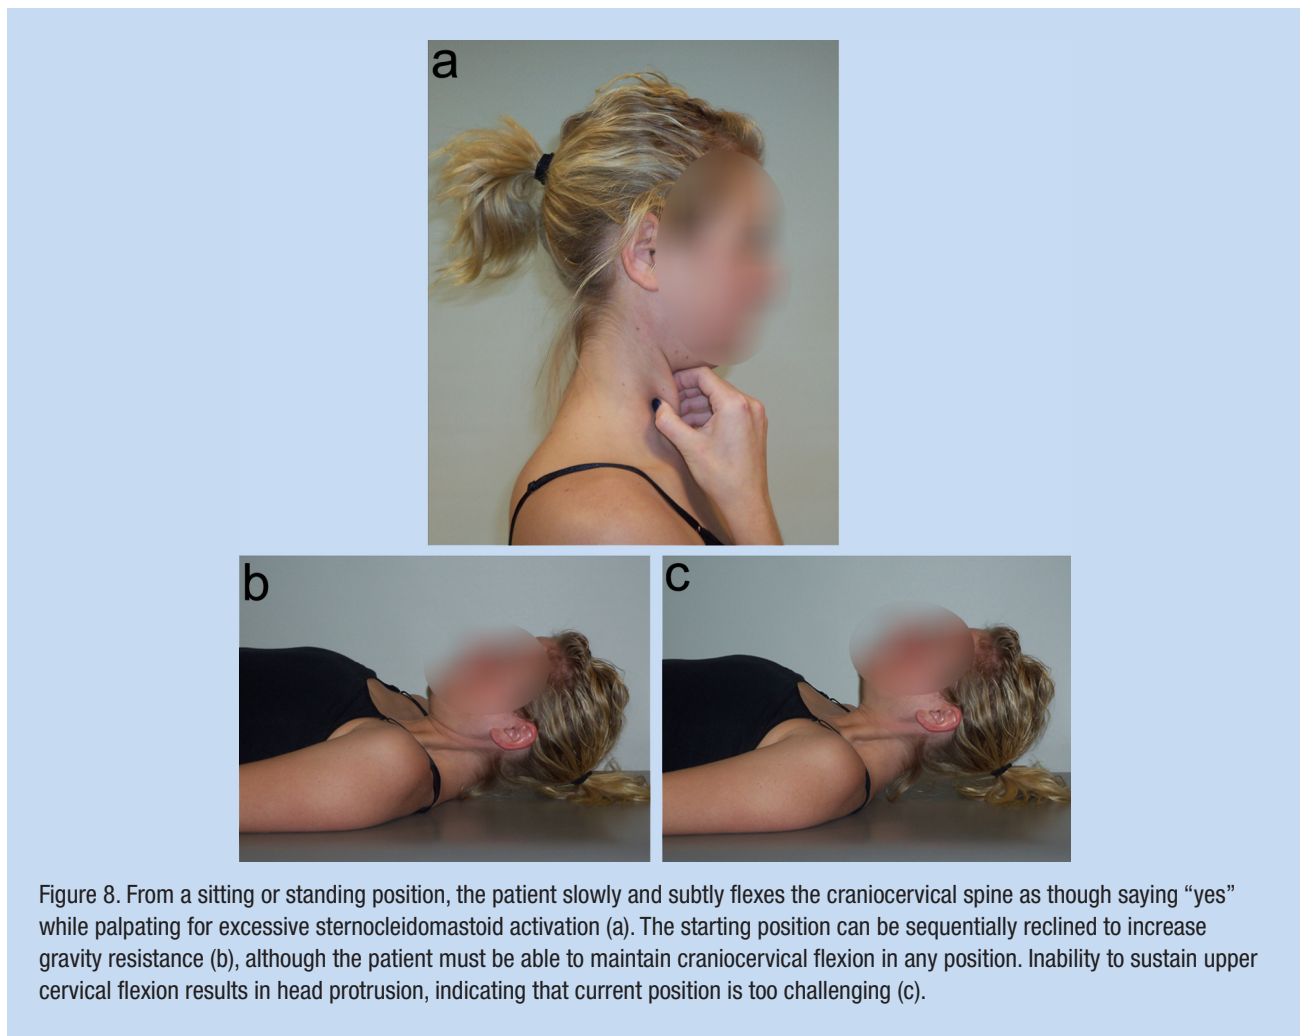 a
b
c
Figure 8. From a sitting or standing position, the patient slowly and subtly flexes the craniocervical spine as though saying “yes”
while palpating for excessive sternocleidomastoid activation (a). The starting position can be sequentially reclined to increase
gravity resistance (b), although the patient must be able to maintain craniocervical flexion in any position. Inability to sustain upper
cervical flexion results in head protrusion, indicating that current position is too challenging (c).